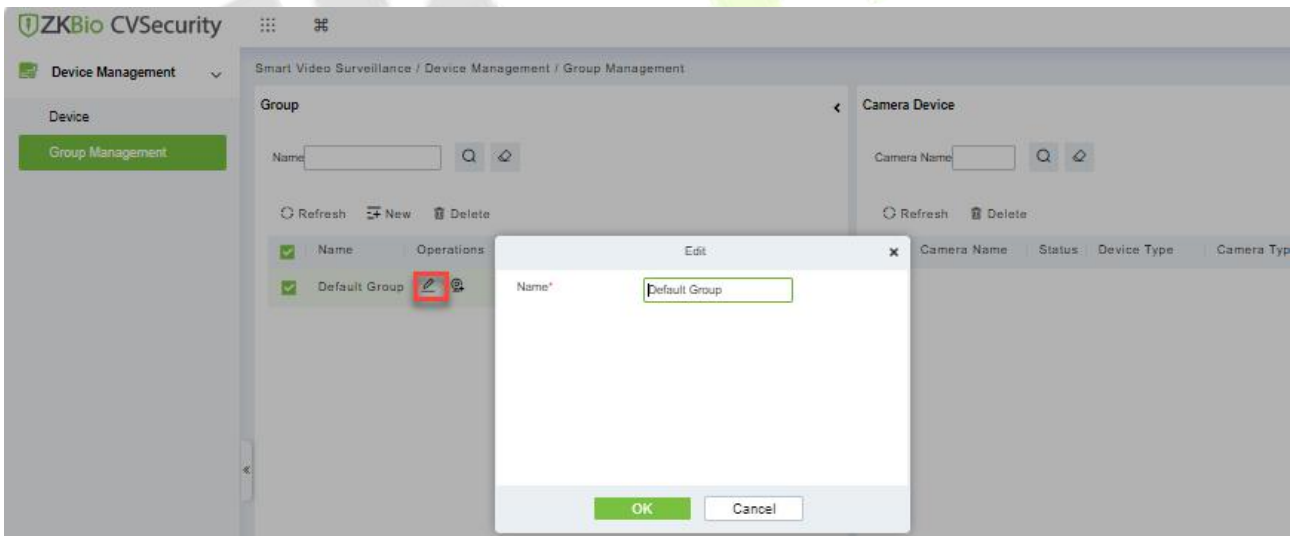 ZKBio CVSecurity
Device Management
Device
Group Management
Smart Video Surveillance / Device Management / Group Management
Group
Name
Refresh New Delete
Name Operations
Default Group
Camera Device
Camera Name
Refresh Delete
Camera Name Status Device Type Camera Typ
Edit
Name* Default Group
OK Cancel